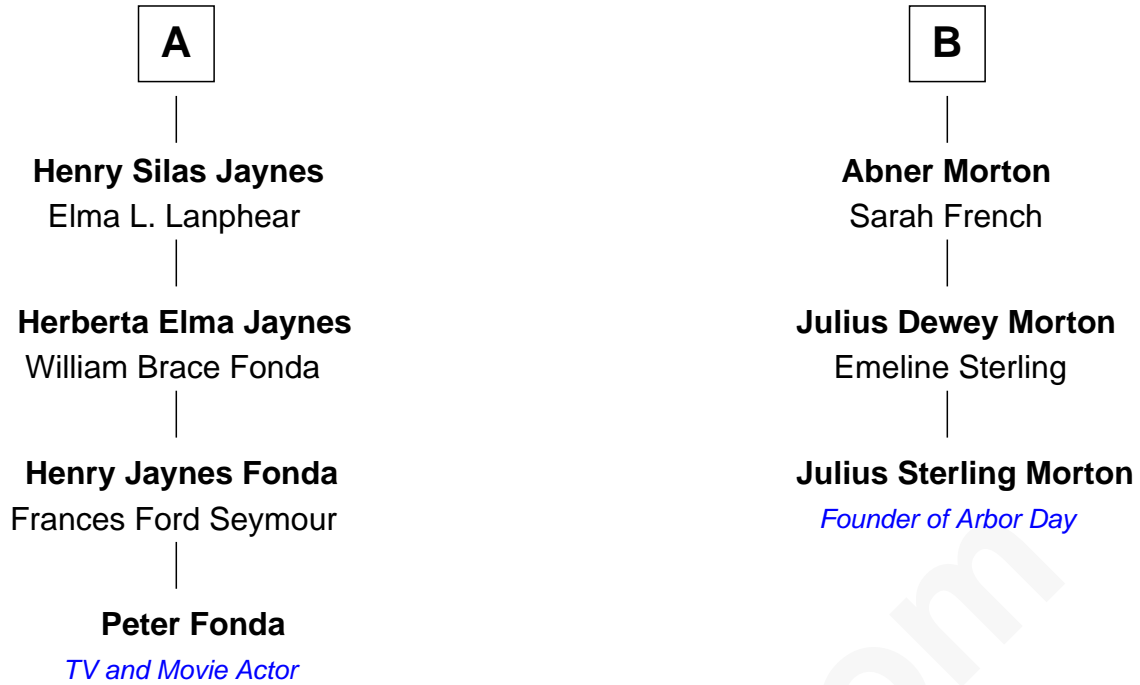 A
Henry Silas Jaynes
Elma L. Lanphear
Herberta Elma Jaynes
William Brace Fonda
Henry Jaynes Fonda
Frances Ford Seymour
Peter Fonda
TV and Movie Actor
B
Abner Morton
Sarah French
Julius Dewey Morton
Emeline Sterling
Julius Sterling Morton
Founder of Arbor Day
om